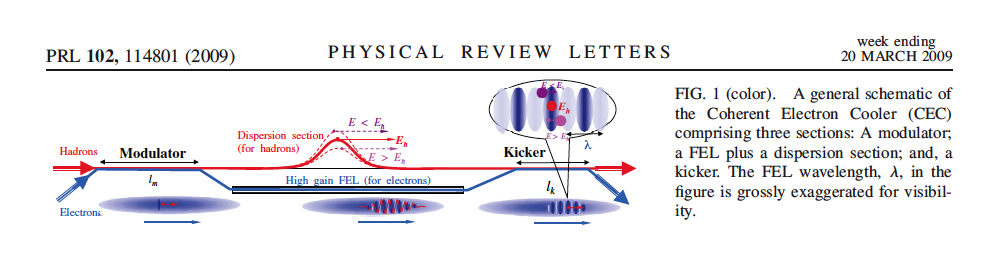 PRL 102, 114801 (2009)
PHYSICAL REVIEW LETTERS
week ending
20 MARCH 2009
Hadrons
Modulator
l_m
Electrons
Dispersion section
(for hadrons)
E < E_h
E_h
E > E_h
High gain FEL (for electrons)
Kicker
E < E_h
E_h
E > E_h
λ
l_k
FIG. 1 (color). A general schematic of
the Coherent Electron Cooler (CEC)
comprising three sections: A modulator;
a FEL plus a dispersion section; and, a
kicker. The FEL wavelength, λ, in the
figure is grossly exaggerated for visibil-
ity.